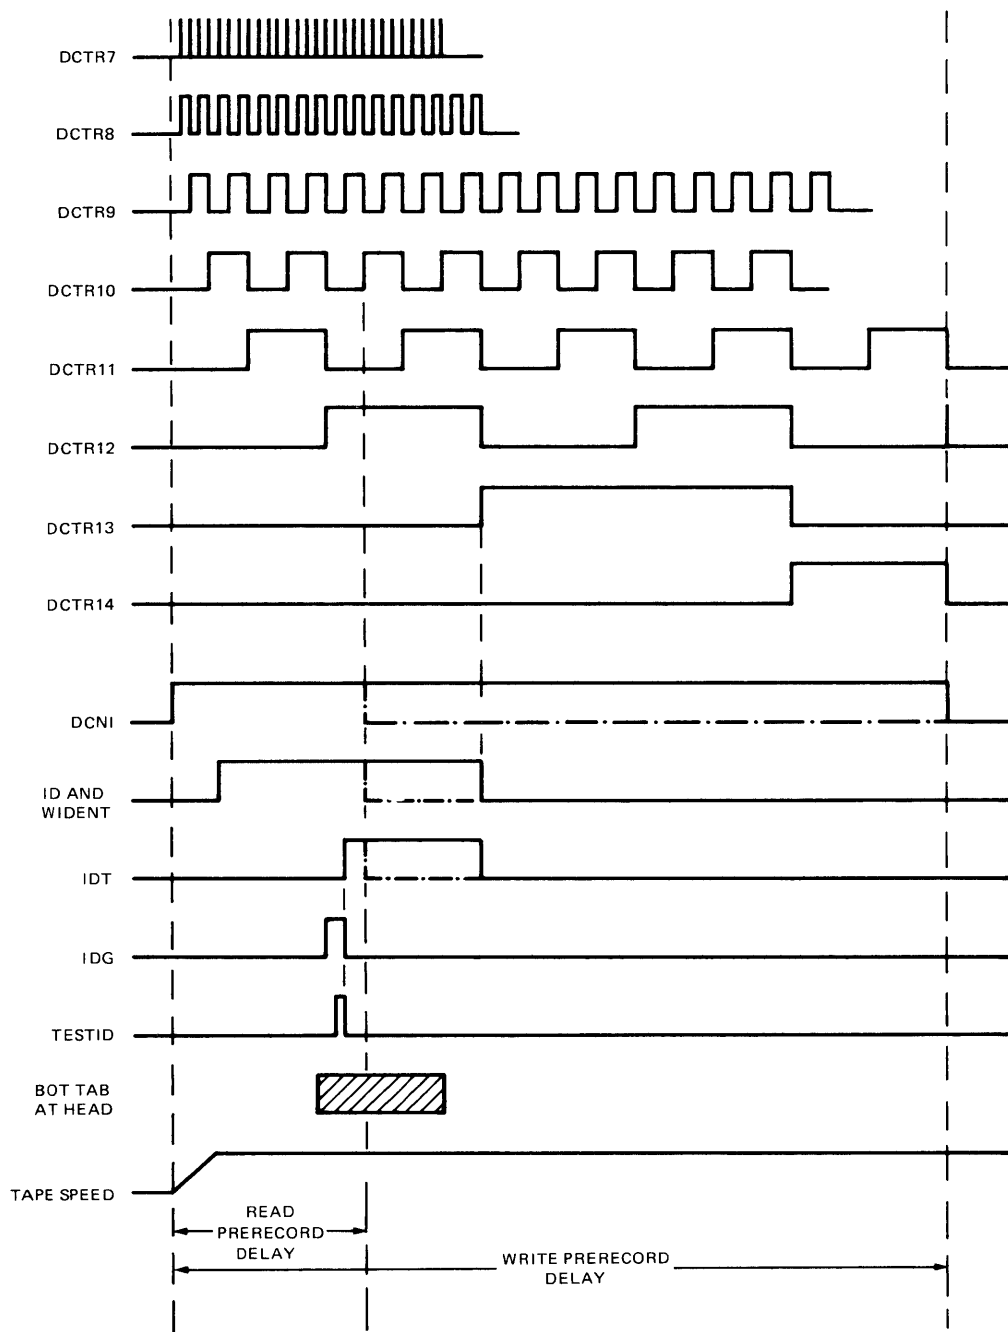 DCTR7
DCTR8
DCTR9
DCTR10
DCTR11
DCTR12
DCTR13
DCTR14
DCNI
ID AND
WIDENT
IDT
IDG
TESTID
BOT TAB
AT HEAD
TAPE SPEED
READ
PRERECORD
DELAY
WRITE PRERECORD
DELAY